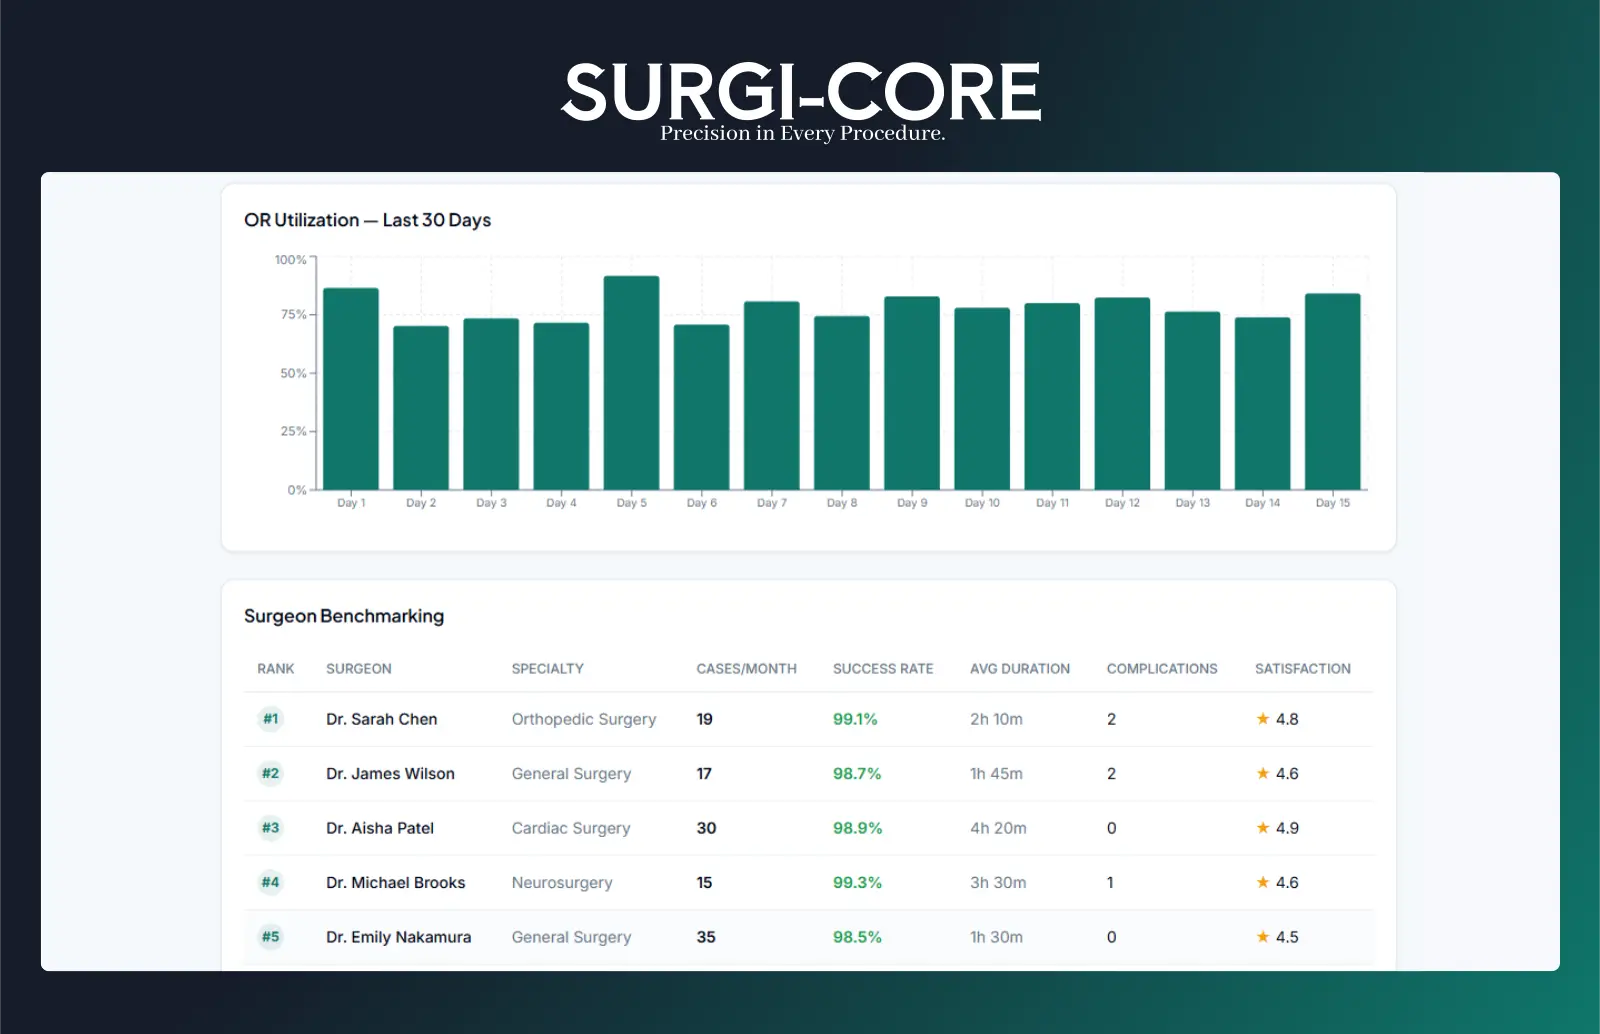 SURGI-CORE
Precision in Every Procedure.
OR Utilization — Last 30 Days
100%
75%
50%
25%
0%
Day 1 Day 2 Day 3 Day 4 Day 5 Day 6 Day 7 Day 8 Day 9 Day 10 Day 11 Day 12 Day 13 Day 14 Day 15
Surgeon Benchmarking
RANK SURGEON SPECIALTY CASES/MONTH SUCCESS RATE AVG DURATION COMPLICATIONS SATISFACTION
#1 Dr. Sarah Chen Orthopedic Surgery 19 99.1% 2h 10m 2 ★ 4.8
#2 Dr. James Wilson General Surgery 17 98.7% 1h 45m 2 ★ 4.6
#3 Dr. Aisha Patel Cardiac Surgery 30 98.9% 4h 20m 0 ★ 4.9
#4 Dr. Michael Brooks Neurosurgery 15 99.3% 3h 30m 1 ★ 4.6
#5 Dr. Emily Nakamura General Surgery 35 98.5% 1h 30m 0 ★ 4.5